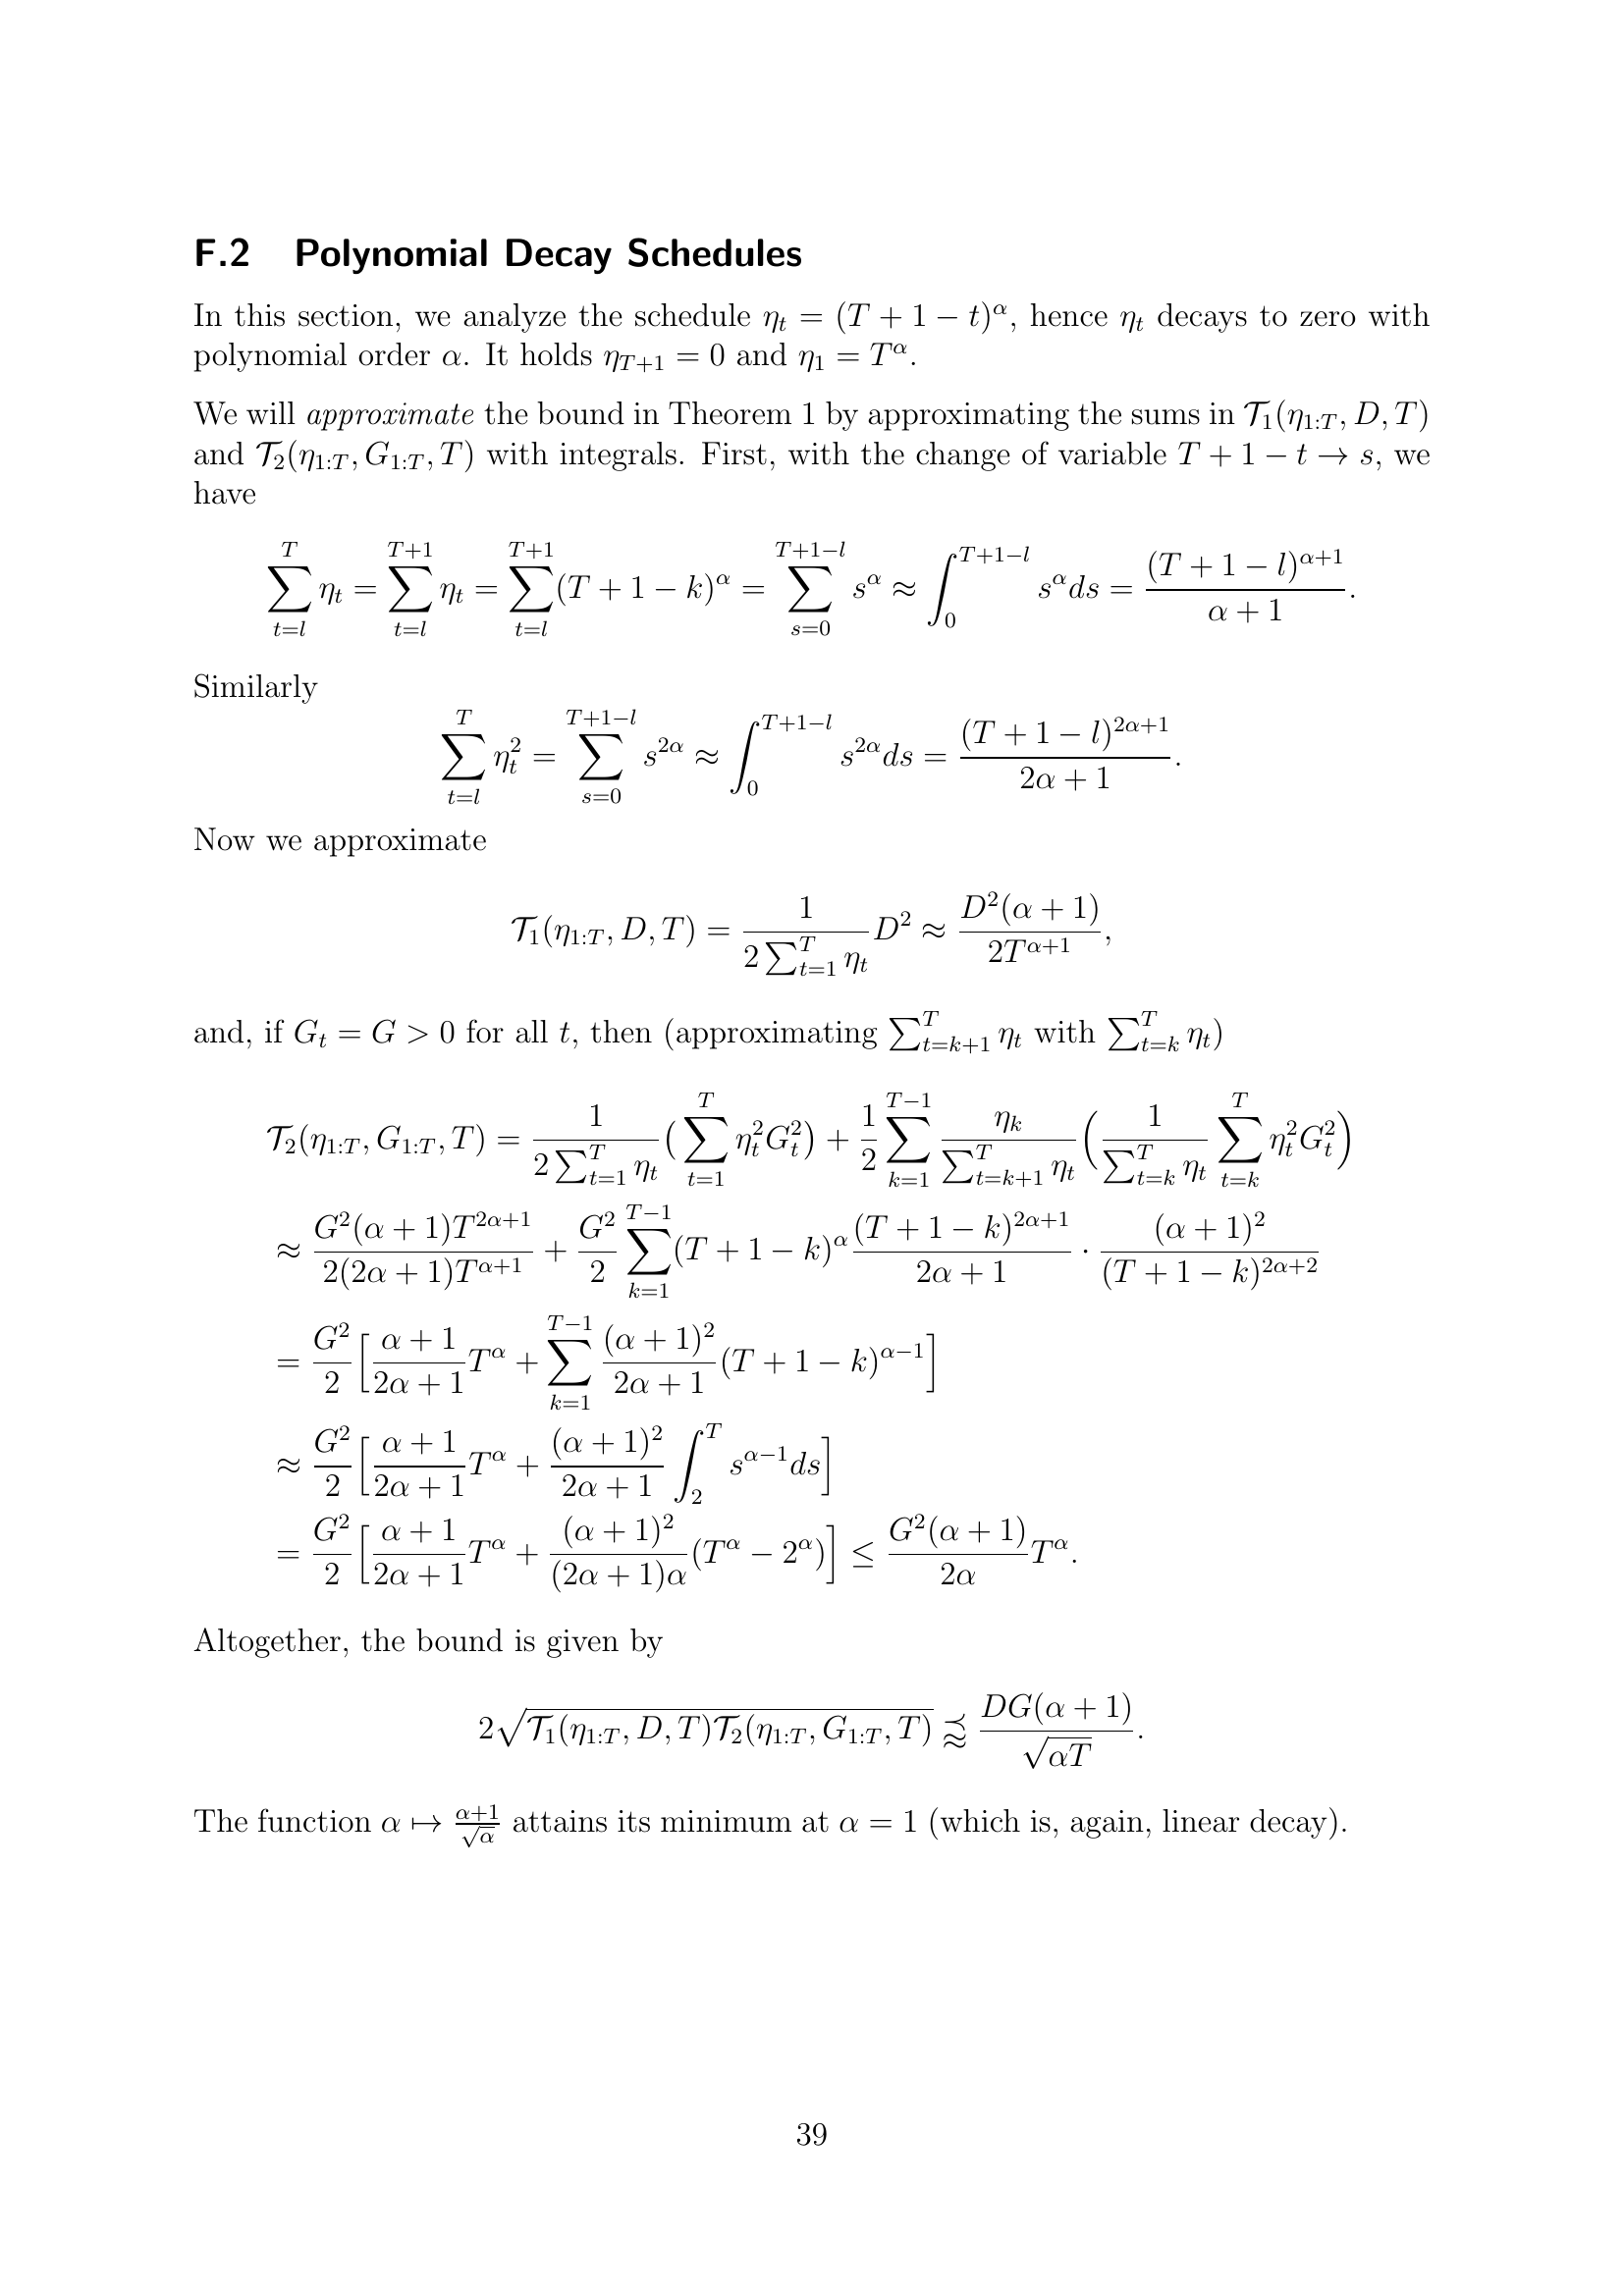 F.2 Polynomial Decay Schedules
In this section, we analyze the schedule $\eta_t = (T + 1 - t)^\alpha$, hence $\eta_t$ decays to zero with
polynomial order $\alpha$. It holds $\eta_{T+1} = 0$ and $\eta_1 = T^\alpha$.
We will approximate the bound in Theorem 1 by approximating the sums in $\mathcal{T}_1(\eta_{1:T}, D, T)$
and $\mathcal{T}_2(\eta_{1:T}, G_{1:T}, T)$ with integrals. First, with the change of variable $T + 1 - t \to s$, we
have
$\sum_{t=l}^{T} \eta_t = \sum_{t=l}^{T+1} \eta_t = \sum_{t=l}^{T+1} (T + 1 - k)^\alpha = \sum_{s=0}^{T+1-l} s^\alpha \approx \int_0^{T+1-l} s^\alpha ds = \frac{(T + 1 - l)^{\alpha+1}}{\alpha + 1}.$
Similarly
$\sum_{t=l}^{T} \eta_t^2 = \sum_{s=0}^{T+1-l} s^{2\alpha} \approx \int_0^{T+1-l} s^{2\alpha} ds = \frac{(T + 1 - l)^{2\alpha+1}}{2\alpha + 1}.$
Now we approximate
$\mathcal{T}_1(\eta_{1:T}, D, T) = \frac{1}{2 \sum_{t=1}^{T} \eta_t} D^2 \approx \frac{D^2(\alpha + 1)}{2T^{\alpha+1}},$
and, if $G_t = G > 0$ for all $t$, then (approximating $\sum_{t=k+1}^{T} \eta_t$ with $\sum_{t=k}^{T} \eta_t$)
$\mathcal{T}_2(\eta_{1:T}, G_{1:T}, T) = \frac{1}{2 \sum_{t=1}^{T} \eta_t} \big( \sum_{t=1}^{T} \eta_t^2 G_t^2 \big) + \frac{1}{2} \sum_{k=1}^{T-1} \frac{\eta_k}{\sum_{t=k+1}^{T} \eta_t} \Big( \frac{1}{\sum_{t=k}^{T} \eta_t} \sum_{t=k}^{T} \eta_t^2 G_t^2 \Big)$
$\approx \frac{G^2(\alpha + 1)T^{2\alpha+1}}{2(2\alpha + 1)T^{\alpha+1}} + \frac{G^2}{2} \sum_{k=1}^{T-1} (T + 1 - k)^\alpha \frac{(T + 1 - k)^{2\alpha+1}}{2\alpha + 1} \cdot \frac{(\alpha + 1)^2}{(T + 1 - k)^{2\alpha+2}}$
$= \frac{G^2}{2} \Big[ \frac{\alpha + 1}{2\alpha + 1} T^\alpha + \sum_{k=1}^{T-1} \frac{(\alpha + 1)^2}{2\alpha + 1} (T + 1 - k)^{\alpha-1} \Big]$
$\approx \frac{G^2}{2} \Big[ \frac{\alpha + 1}{2\alpha + 1} T^\alpha + \frac{(\alpha + 1)^2}{2\alpha + 1} \int_2^T s^{\alpha-1} ds \Big]$
$= \frac{G^2}{2} \Big[ \frac{\alpha + 1}{2\alpha + 1} T^\alpha + \frac{(\alpha + 1)^2}{(2\alpha + 1)\alpha} (T^\alpha - 2^\alpha) \Big] \leq \frac{G^2(\alpha + 1)}{2\alpha} T^\alpha.$
Altogether, the bound is given by
$2\sqrt{\mathcal{T}_1(\eta_{1:T}, D, T)\mathcal{T}_2(\eta_{1:T}, G_{1:T}, T)} \precapprox \frac{DG(\alpha + 1)}{\sqrt{\alpha T}}.$
The function $\alpha \mapsto \frac{\alpha+1}{\sqrt{\alpha}}$ attains its minimum at $\alpha = 1$ (which is, again, linear decay).
39